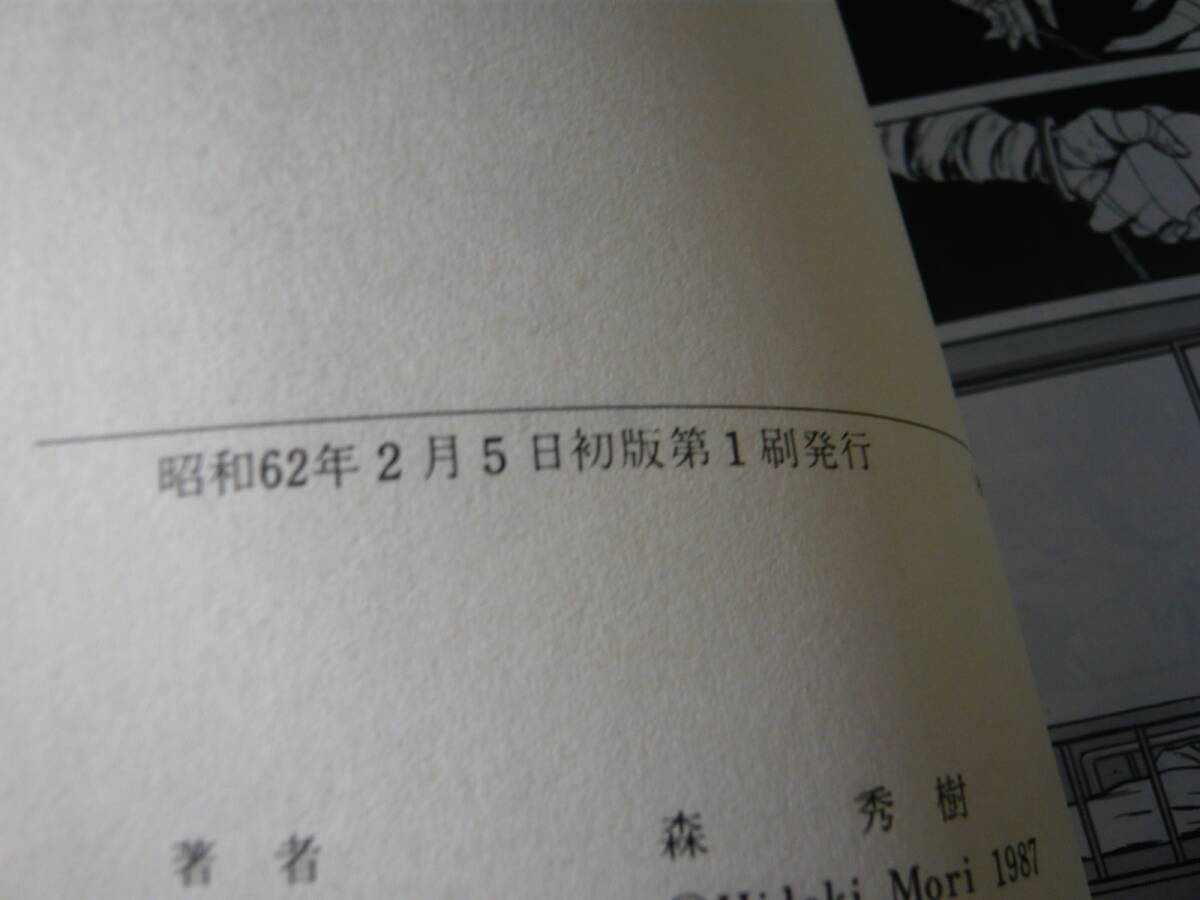 昭和62年2月5日初版第1刷発行
著者 森 秀樹
©Hideki Mori 1987